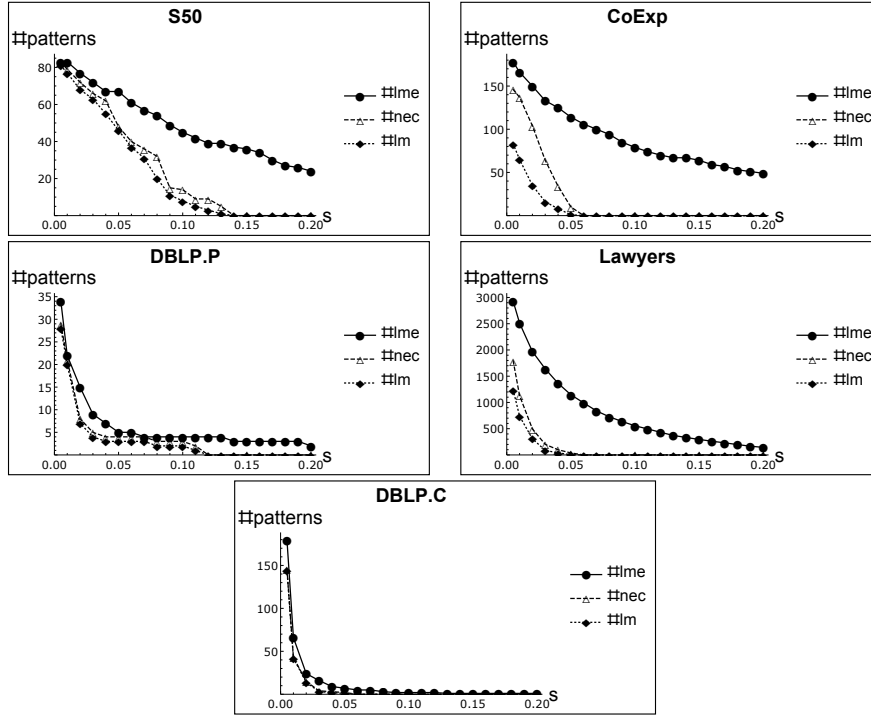 S50
#patterns
80
60
40
20
0.00 0.05 0.10 0.15 0.20 s
#lme
#nec
#lm
CoExp
#patterns
150
100
50
0.00 0.05 0.10 0.15 0.20 s
#lme
#nec
#lm
DBLP.P
#patterns
35
30
25
20
15
10
5
0.00 0.05 0.10 0.15 0.20 s
#lme
#nec
#lm
Lawyers
#patterns
3000
2500
2000
1500
1000
500
0.00 0.05 0.10 0.15 0.20 s
#lme
#nec
#lm
DBLP.C
#patterns
150
100
50
0.00 0.05 0.10 0.15 0.20 s
#lme
#nec
#lm